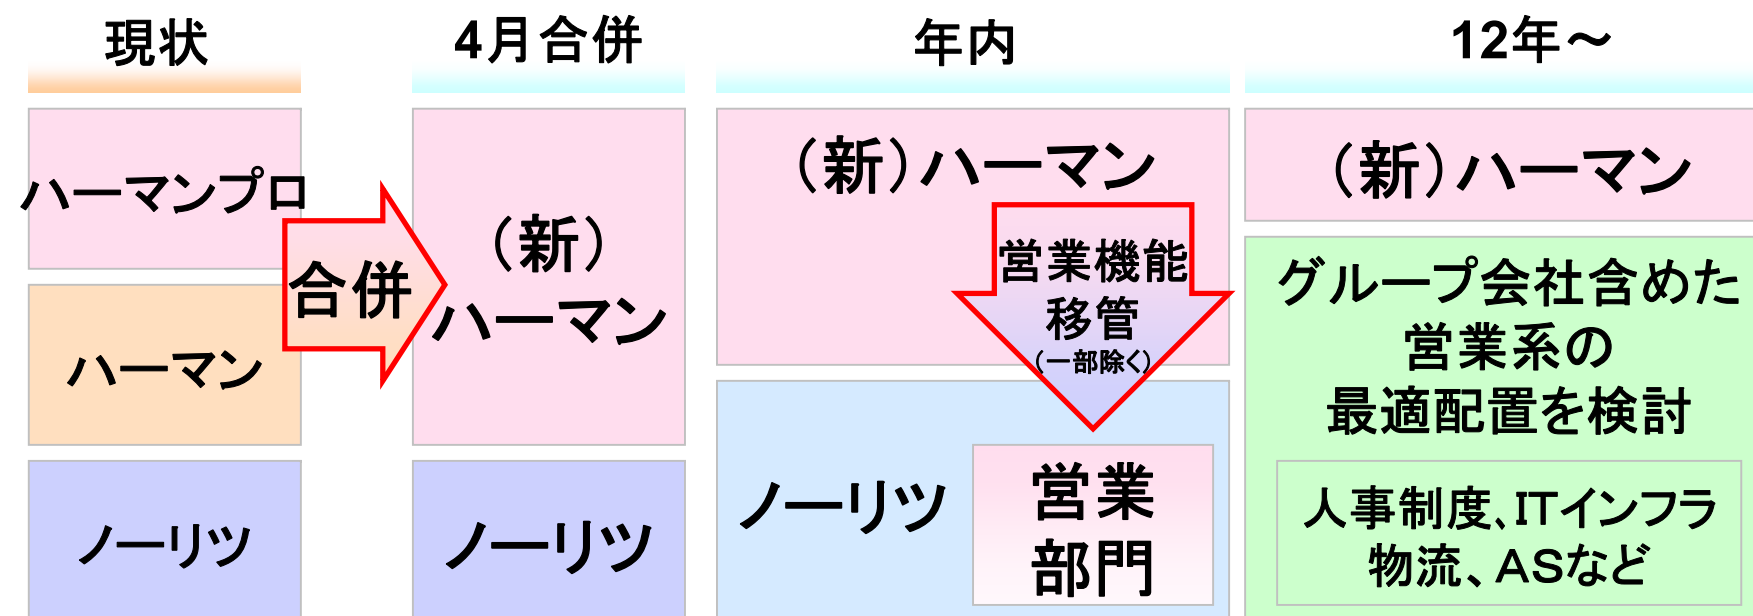 現状
4月合併
年内
12年～
ハーマンプロ
ハーマン
ノーリツ
合併
（新）
ハーマン
ノーリツ
（新）ハーマン
営業機能
移管
（一部除く）
ノーリツ
営業
部門
（新）ハーマン
グループ会社含めた
営業系の
最適配置を検討
人事制度、ITインフラ
物流、ASなど